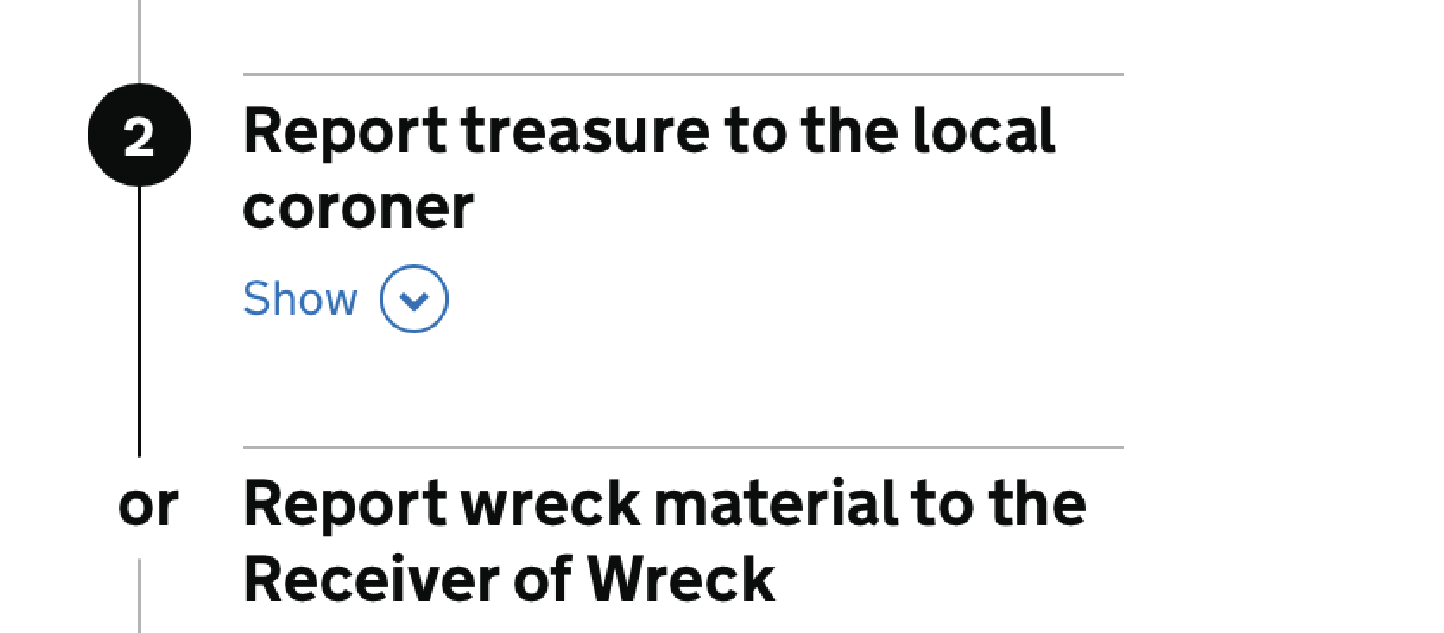 2 Report treasure to the local
coroner
Show
or Report wreck material to the
Receiver of Wreck